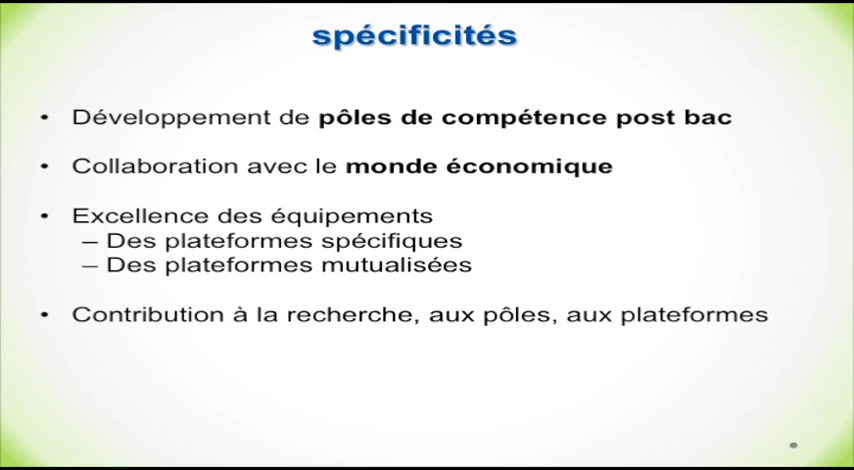 spécificités
• Développement de pôles de compétence post bac
• Collaboration avec le monde économique
• Excellence des équipements
– Des plateformes spécifiques
– Des plateformes mutualisées
• Contribution à la recherche, aux pôles, aux plateformes